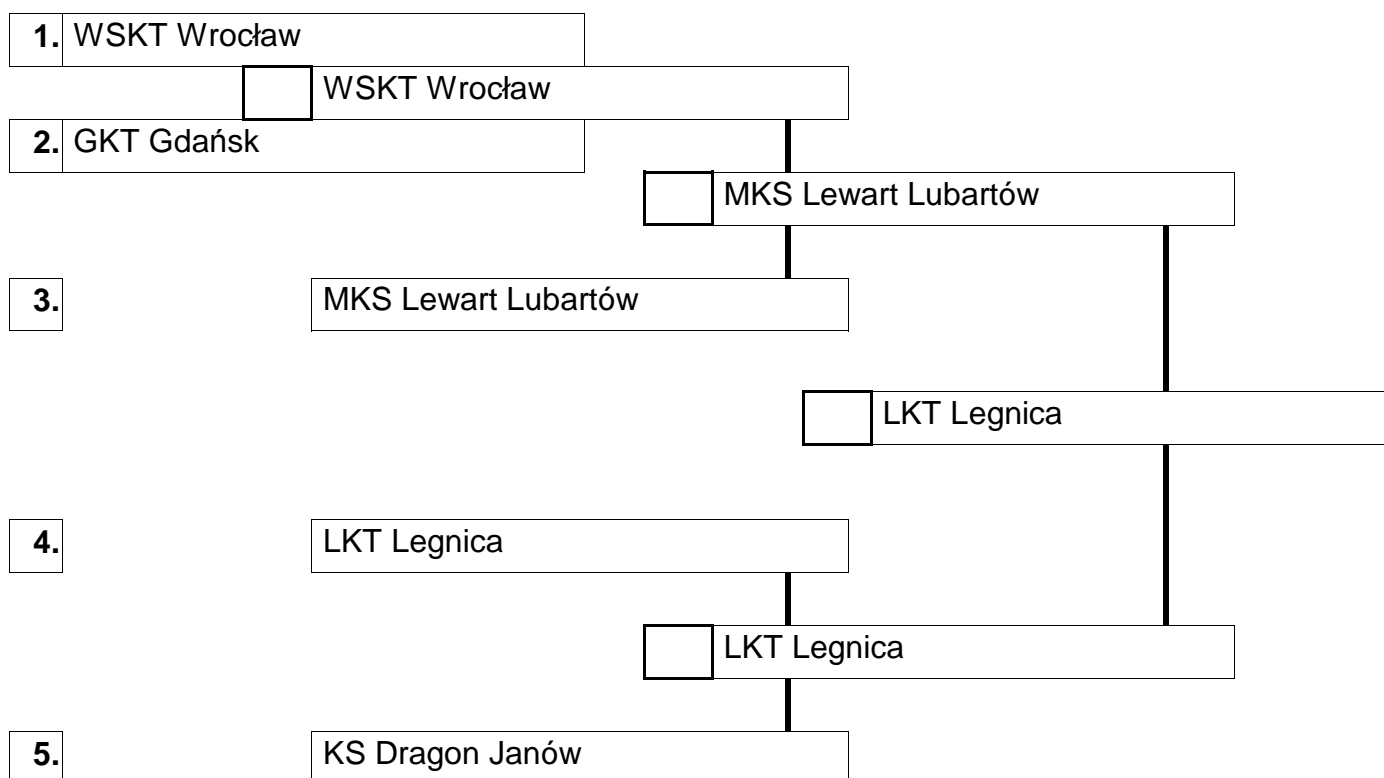 1. WSKT Wrocław
WSKT Wrocław
2. GKT Gdańsk
MKS Lewart Lubartów
3. MKS Lewart Lubartów
LKT Legnica
4. LKT Legnica
LKT Legnica
5. KS Dragon Janów